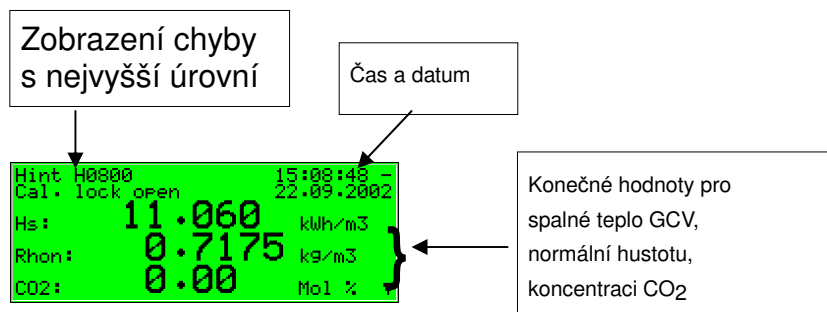 Zobrazení chyby
s nejvyšší úrovní
Čas a datum
Hint H0800 15:08:48 -
Cal. lock open 22.09.2002
Hs: 11.060 kWh/m3
Rhon: 0.7175 kg/m3
CO2: 0.00 Mol %
Konečné hodnoty pro
spalné teplo GCV,
normální hustotu,
koncentraci CO2